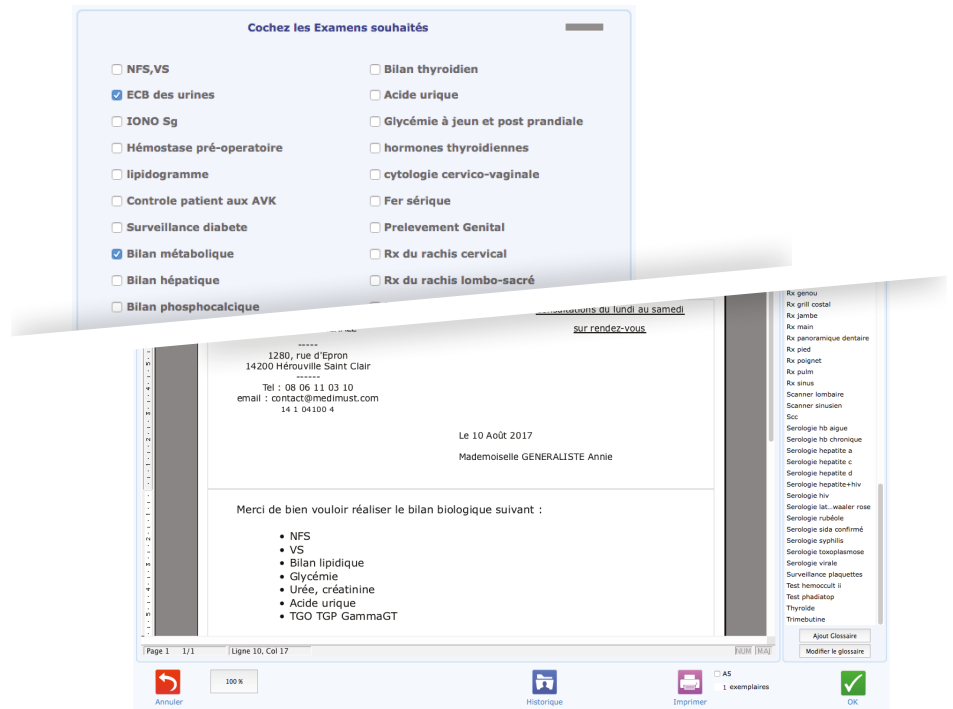 Cochez les Examens souhaités
NFS,VS
ECB des urines
IONO Sg
Hémostase pré-operatoire
lipidogramme
Controle patient aux AVK
Surveillance diabete
Bilan métabolique
Bilan hépatique
Bilan phosphocalcique
Bilan thyroidien
Acide urique
Glycémie à jeun et post prandiale
hormones thyroidiennes
cytologie cervico-vaginale
Fer sérique
Prelevement Genital
Rx du rachis cervical
Rx du rachis lombo-sacré
du lundi au samedi
sur rendez-vous
-----
1280, rue d'Epron
14200 Hérouville Saint Clair
------
Tel : 08 06 11 03 10
email : contact@medimust.com
14 1 04100 4
Le 10 Août 2017
Mademoiselle GENERALISTE Annie
Merci de bien vouloir réaliser le bilan biologique suivant :
• NFS
• VS
• Bilan lipidique
• Glycémie
• Urée, créatinine
• Acide urique
• TGO TGP GammaGT
Rx genou
Rx grill costal
Rx jambe
Rx main
Rx panoramique dentaire
Rx pied
Rx poignet
Rx pulm
Rx sinus
Scanner lombaire
Scanner sinusien
Scc
Serologie hb aigue
Serologie hb chronique
Serologie hepatite a
Serologie hepatite c
Serologie hepatite d
Serologie hepatite+hiv
Serologie hiv
Serologie lat...waaler rose
Serologie rubéole
Serologie sida confirmé
Serologie syphilis
Serologie toxoplasmose
Serologie virale
Surveillance plaquettes
Test hemoccult ii
Test phadiatop
Thyroïde
Trimebutine
Ajout Glossaire
Modifier le glossaire
Page 1 1/1 Ligne 10, Col 17 NUM MAJ
100 %
A5
1 exemplaires
Annuler Historique Imprimer OK